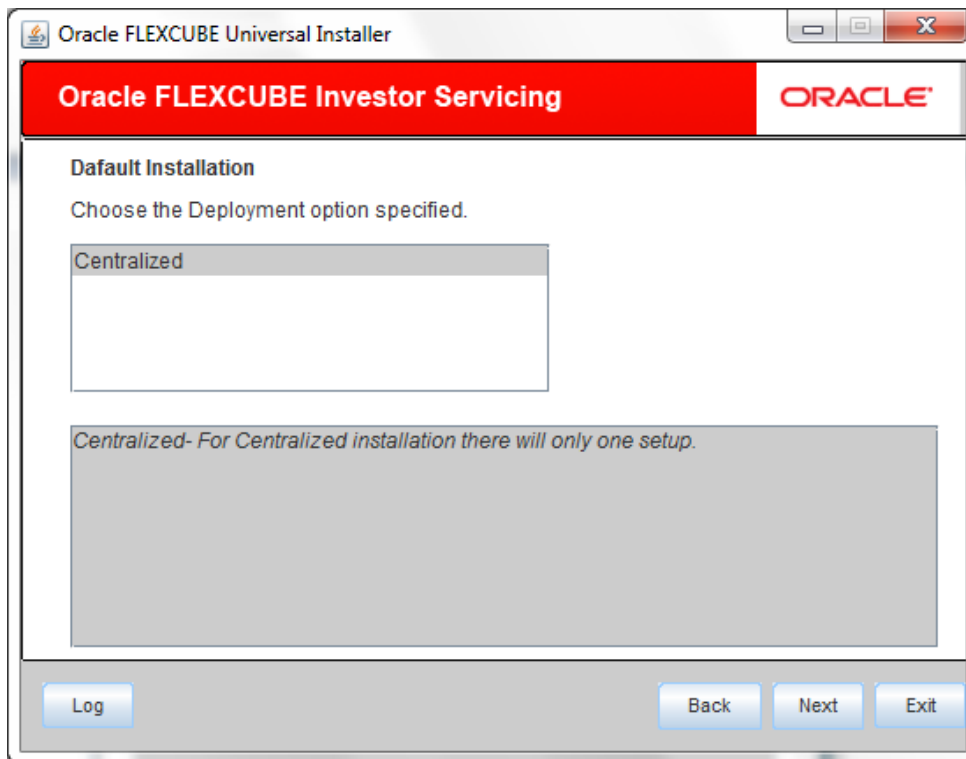 Oracle FLEXCUBE Universal Installer
Oracle FLEXCUBE Investor Servicing
ORACLE
Dafault Installation
Choose the Deployment option specified.
Centralized
Centralized- For Centralized installation there will only one setup.
Log
Back
Next
Exit